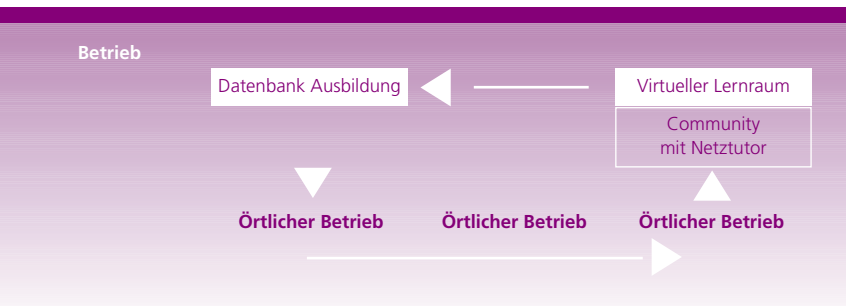 Betrieb
Datenbank Ausbildung
Virtueller Lernraum
Community
mit Netztutor
Örtlicher Betrieb
Örtlicher Betrieb
Örtlicher Betrieb